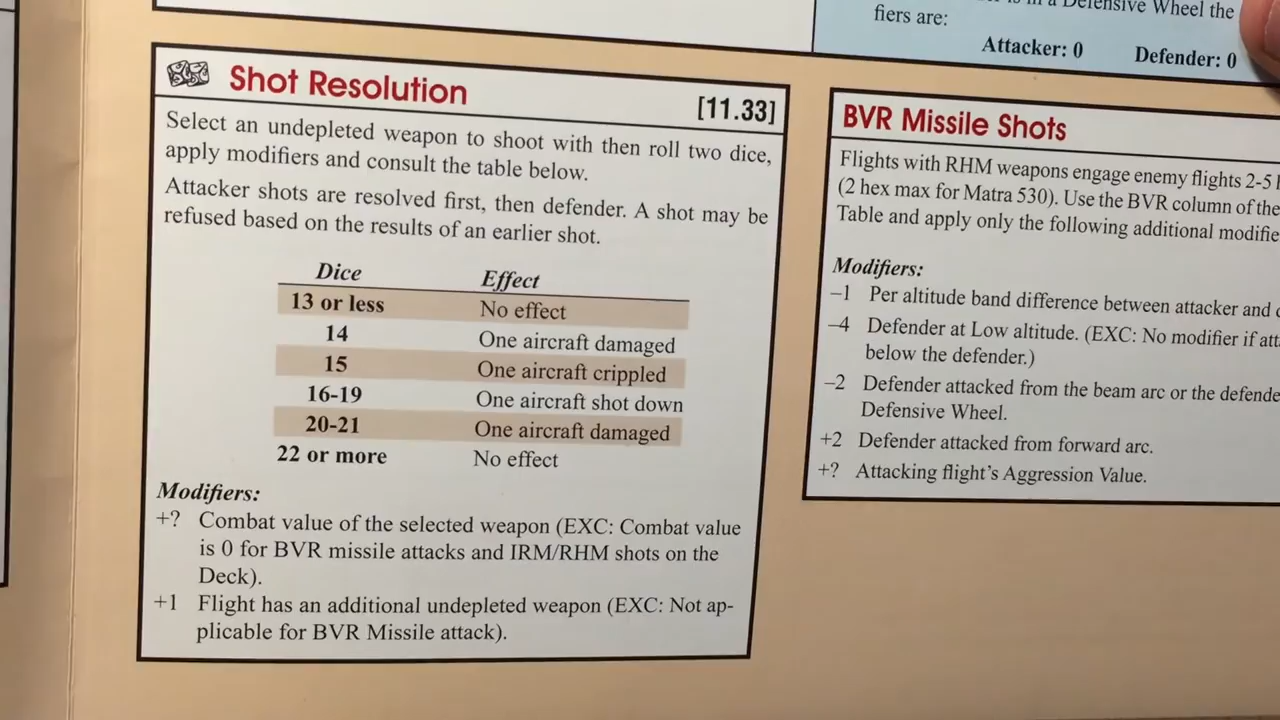 Defensive Wheel the
fiers are:
Attacker: 0 Defender: 0
Shot Resolution
[11.33]
Select an undepleted weapon to shoot with then roll two dice,
apply modifiers and consult the table below.
Attacker shots are resolved first, then defender. A shot may be
refused based on the results of an earlier shot.
Dice Effect
13 or less No effect
14 One aircraft damaged
15 One aircraft crippled
16-19 One aircraft shot down
20-21 One aircraft damaged
22 or more No effect
Modifiers:
+? Combat value of the selected weapon (EXC: Combat value
is 0 for BVR missile attacks and IRM/RHM shots on the
Deck).
+1 Flight has an additional undepleted weapon (EXC: Not ap-
plicable for BVR Missile attack).
BVR Missile Shots
Flights with RHM weapons engage enemy flights 2-5
(2 hex max for Matra 530). Use the BVR column of the
Table and apply only the following additional modifie
Modifiers:
–1 Per altitude band difference between attacker and
–4 Defender at Low altitude. (EXC: No modifier if att
below the defender.)
–2 Defender attacked from the beam arc or the defende
Defensive Wheel.
+2 Defender attacked from forward arc.
+? Attacking flight's Aggression Value.